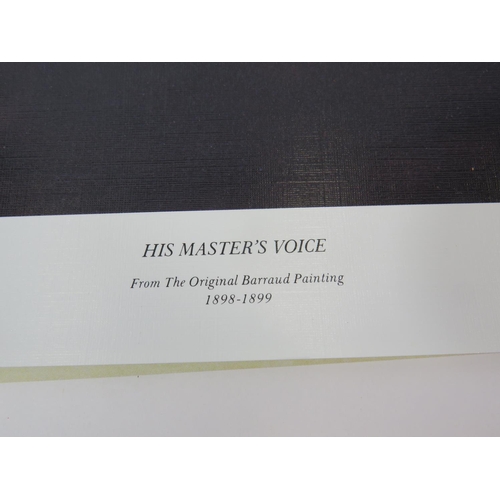 HIS MASTER'S VOICE
From The Original Barraud Painting
1898-1899